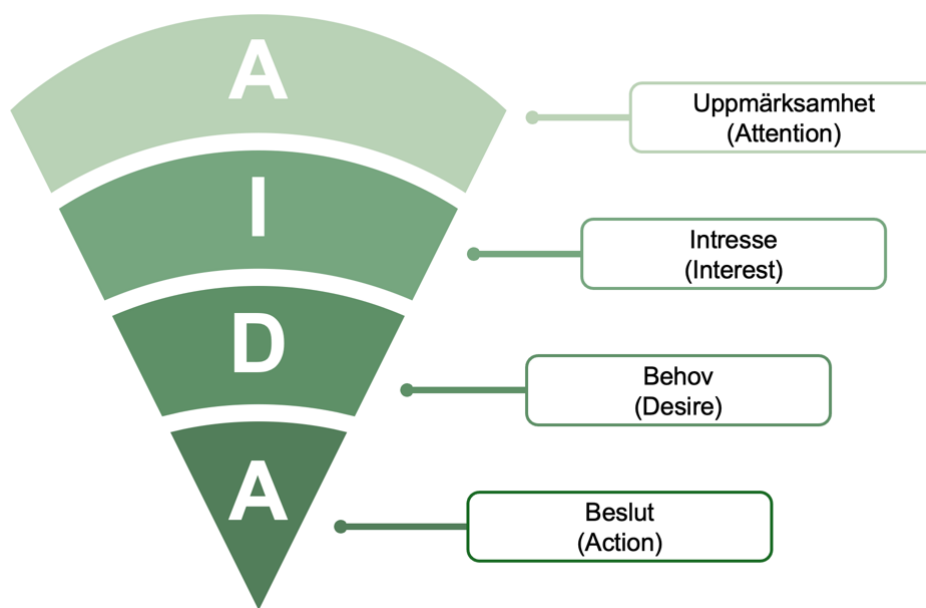 A
Uppmärksamhet
(Attention)
I
Intresse
(Interest)
D
Behov
(Desire)
A
Beslut
(Action)